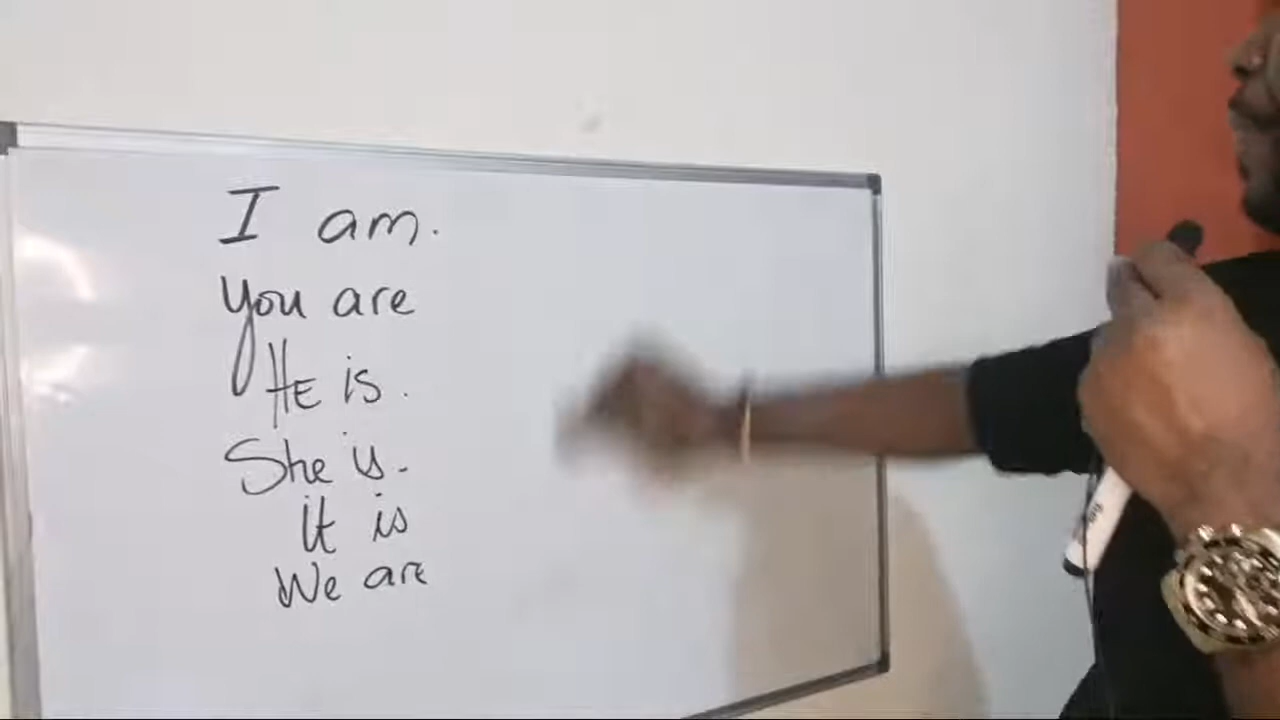 I am.
You are
HE is.
She is.
it is
We are